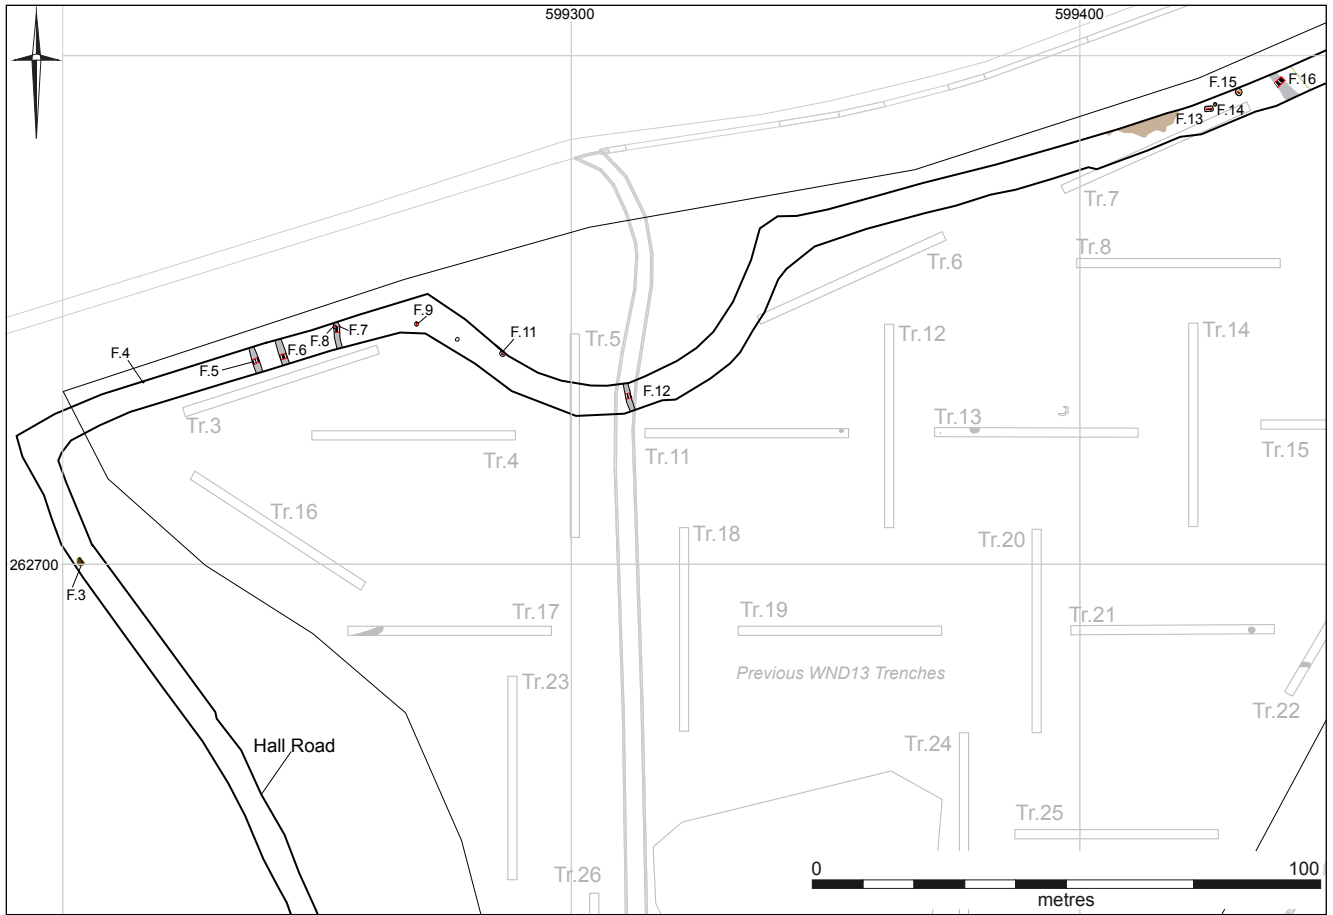 599300
599400
F.15
F.16
F.13
F.14
Tr.7
Tr.8
Tr.6
F.9
F.8
F.7
F.11
Tr.5
Tr.12
Tr.14
F.4
F.6
F.5
F.12
Tr.3
Tr.4
Tr.11
Tr.13
Tr.15
Tr.16
Tr.18
Tr.20
262700
F.3
Tr.17
Tr.19
Tr.21
Previous WND13 Trenches
Tr.23
Tr.22
Hall Road
Tr.24
Tr.25
Tr.26
0
100
metres